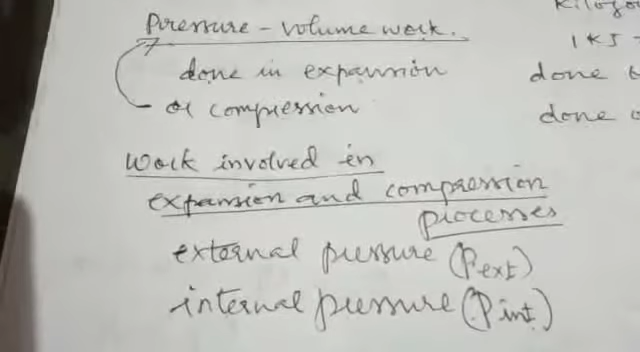 Pressure - volume work.
done in expansion
or compression
Work involved in
expansion and compression
processes
external pressure (Pext)
internal pressure (Pint)
1 KJ
done
done